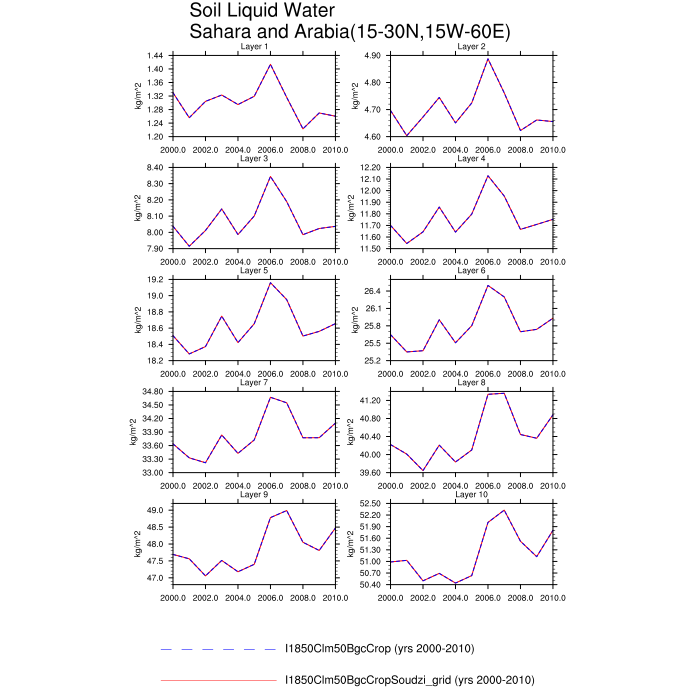 Soil Liquid Water
Sahara and Arabia(15-30N,15W-60E)
Layer 1
kg/m^2
1.44
1.40
1.36
1.32
1.28
1.24
1.20
2000.0 2002.0 2004.0 2006.0 2008.0 2010.0
Layer 2
kg/m^2
4.90
4.80
4.70
4.60
2000.0 2002.0 2004.0 2006.0 2008.0 2010.0
Layer 3
kg/m^2
8.40
8.30
8.20
8.10
8.00
7.90
2000.0 2002.0 2004.0 2006.0 2008.0 2010.0
Layer 4
kg/m^2
12.20
12.10
12.00
11.90
11.80
11.70
11.60
11.50
2000.0 2002.0 2004.0 2006.0 2008.0 2010.0
Layer 5
kg/m^2
19.2
19.0
18.8
18.6
18.4
18.2
2000.0 2002.0 2004.0 2006.0 2008.0 2010.0
Layer 6
kg/m^2
26.4
26.1
25.8
25.5
25.2
2000.0 2002.0 2004.0 2006.0 2008.0 2010.0
Layer 7
kg/m^2
34.80
34.50
34.20
33.90
33.60
33.30
33.00
2000.0 2002.0 2004.0 2006.0 2008.0 2010.0
Layer 8
kg/m^2
41.20
40.80
40.40
40.00
39.60
2000.0 2002.0 2004.0 2006.0 2008.0 2010.0
Layer 9
kg/m^2
49.0
48.5
48.0
47.5
47.0
2000.0 2002.0 2004.0 2006.0 2008.0 2010.0
Layer 10
kg/m^2
52.50
52.20
51.90
51.60
51.30
51.00
50.70
50.40
2000.0 2002.0 2004.0 2006.0 2008.0 2010.0
I1850Clm50BgcCrop (yrs 2000-2010)
I1850Clm50BgcCropSoudzi_grid (yrs 2000-2010)